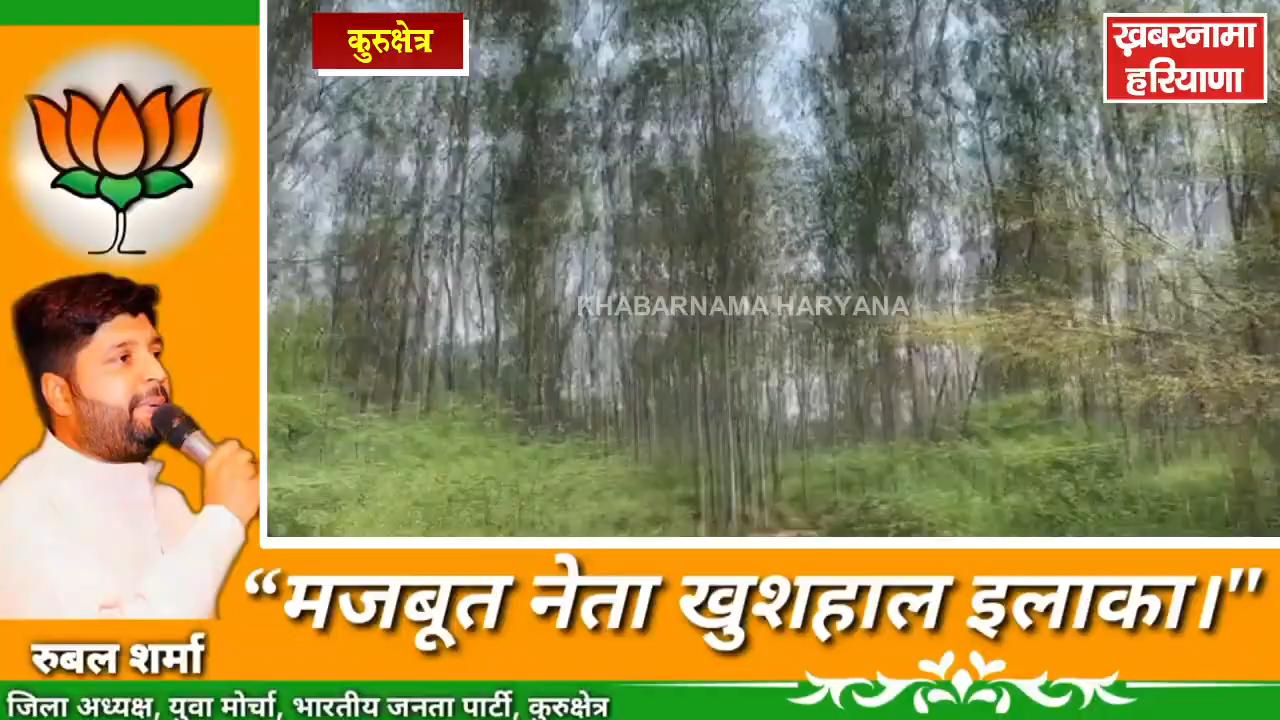 कुरुक्षेत्र
ख़बरनामा
हरियाणा
KHABARNAMA HARYANA
“मजबूत नेता खुशहाल इलाका।"
रुबल शर्मा
जिला अध्यक्ष, युवा मोर्चा, भारतीय जनता पार्टी, कुरुक्षेत्र